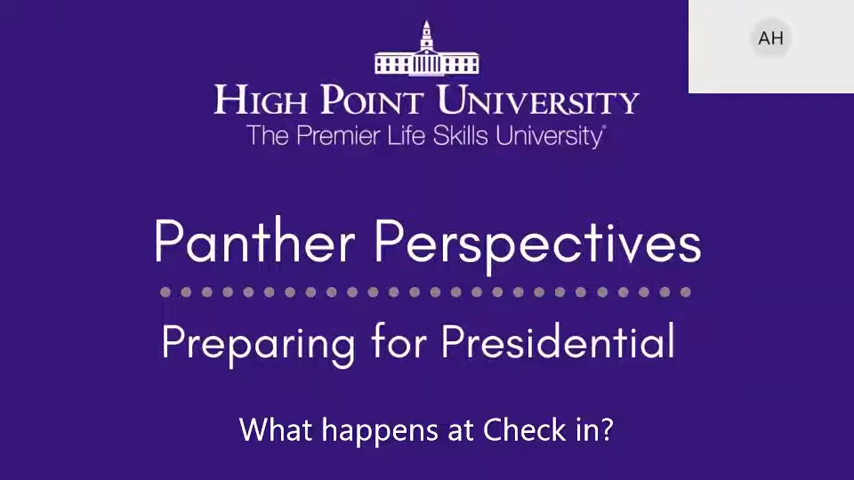 AH
HIGH POINT UNIVERSITY
The Premier Life Skills University®
Panther Perspectives
Preparing for Presidential
What happens at Check in?